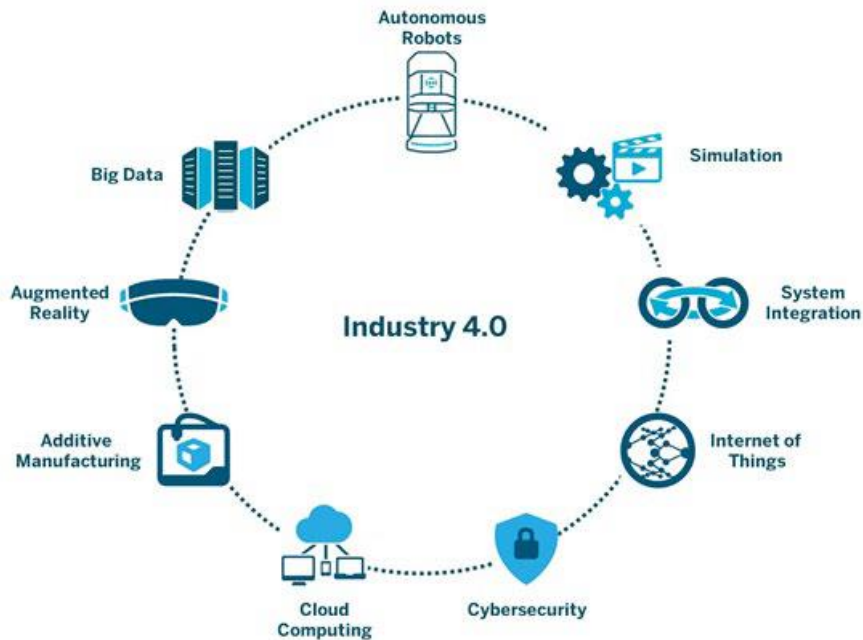 Autonomous
Robots
Simulation
Big Data
System
Integration
Augmented
Reality
Industry 4.0
Internet of
Things
Additive
Manufacturing
Cybersecurity
Cloud
Computing